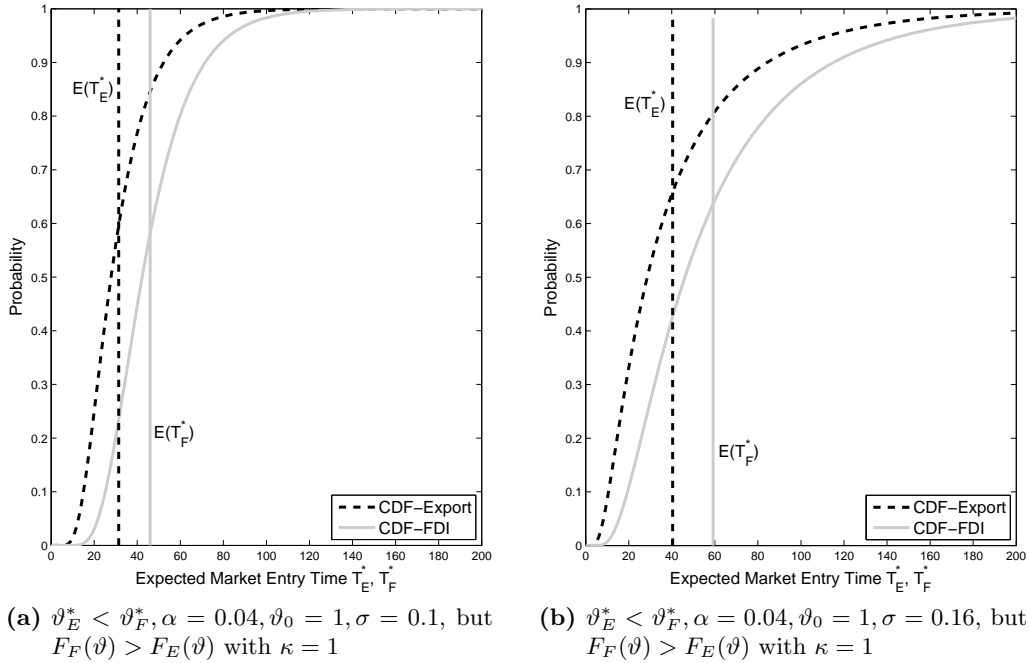 1
0.9
0.8
0.7
0.6
0.5
0.4
0.3
0.2
0.1
0
Probability
E(T*E)
E(T*F)
CDF−Export
CDF−FDI
0 20 40 60 80 100 120 140 160 180 200
Expected Market Entry Time T*E, T*F
(a) ϑ*E < ϑ*F, α = 0.04, ϑ0 = 1, σ = 0.1, but
FF(ϑ) > FE(ϑ) with κ = 1
1
0.9
0.8
0.7
0.6
0.5
0.4
0.3
0.2
0.1
0
Probability
E(T*E)
E(T*F)
CDF−Export
CDF−FDI
0 20 40 60 80 100 120 140 160 180 200
Expected Market Entry Time T*E, T*F
(b) ϑ*E < ϑ*F, α = 0.04, ϑ0 = 1, σ = 0.16, but
FF(ϑ) > FE(ϑ) with κ = 1